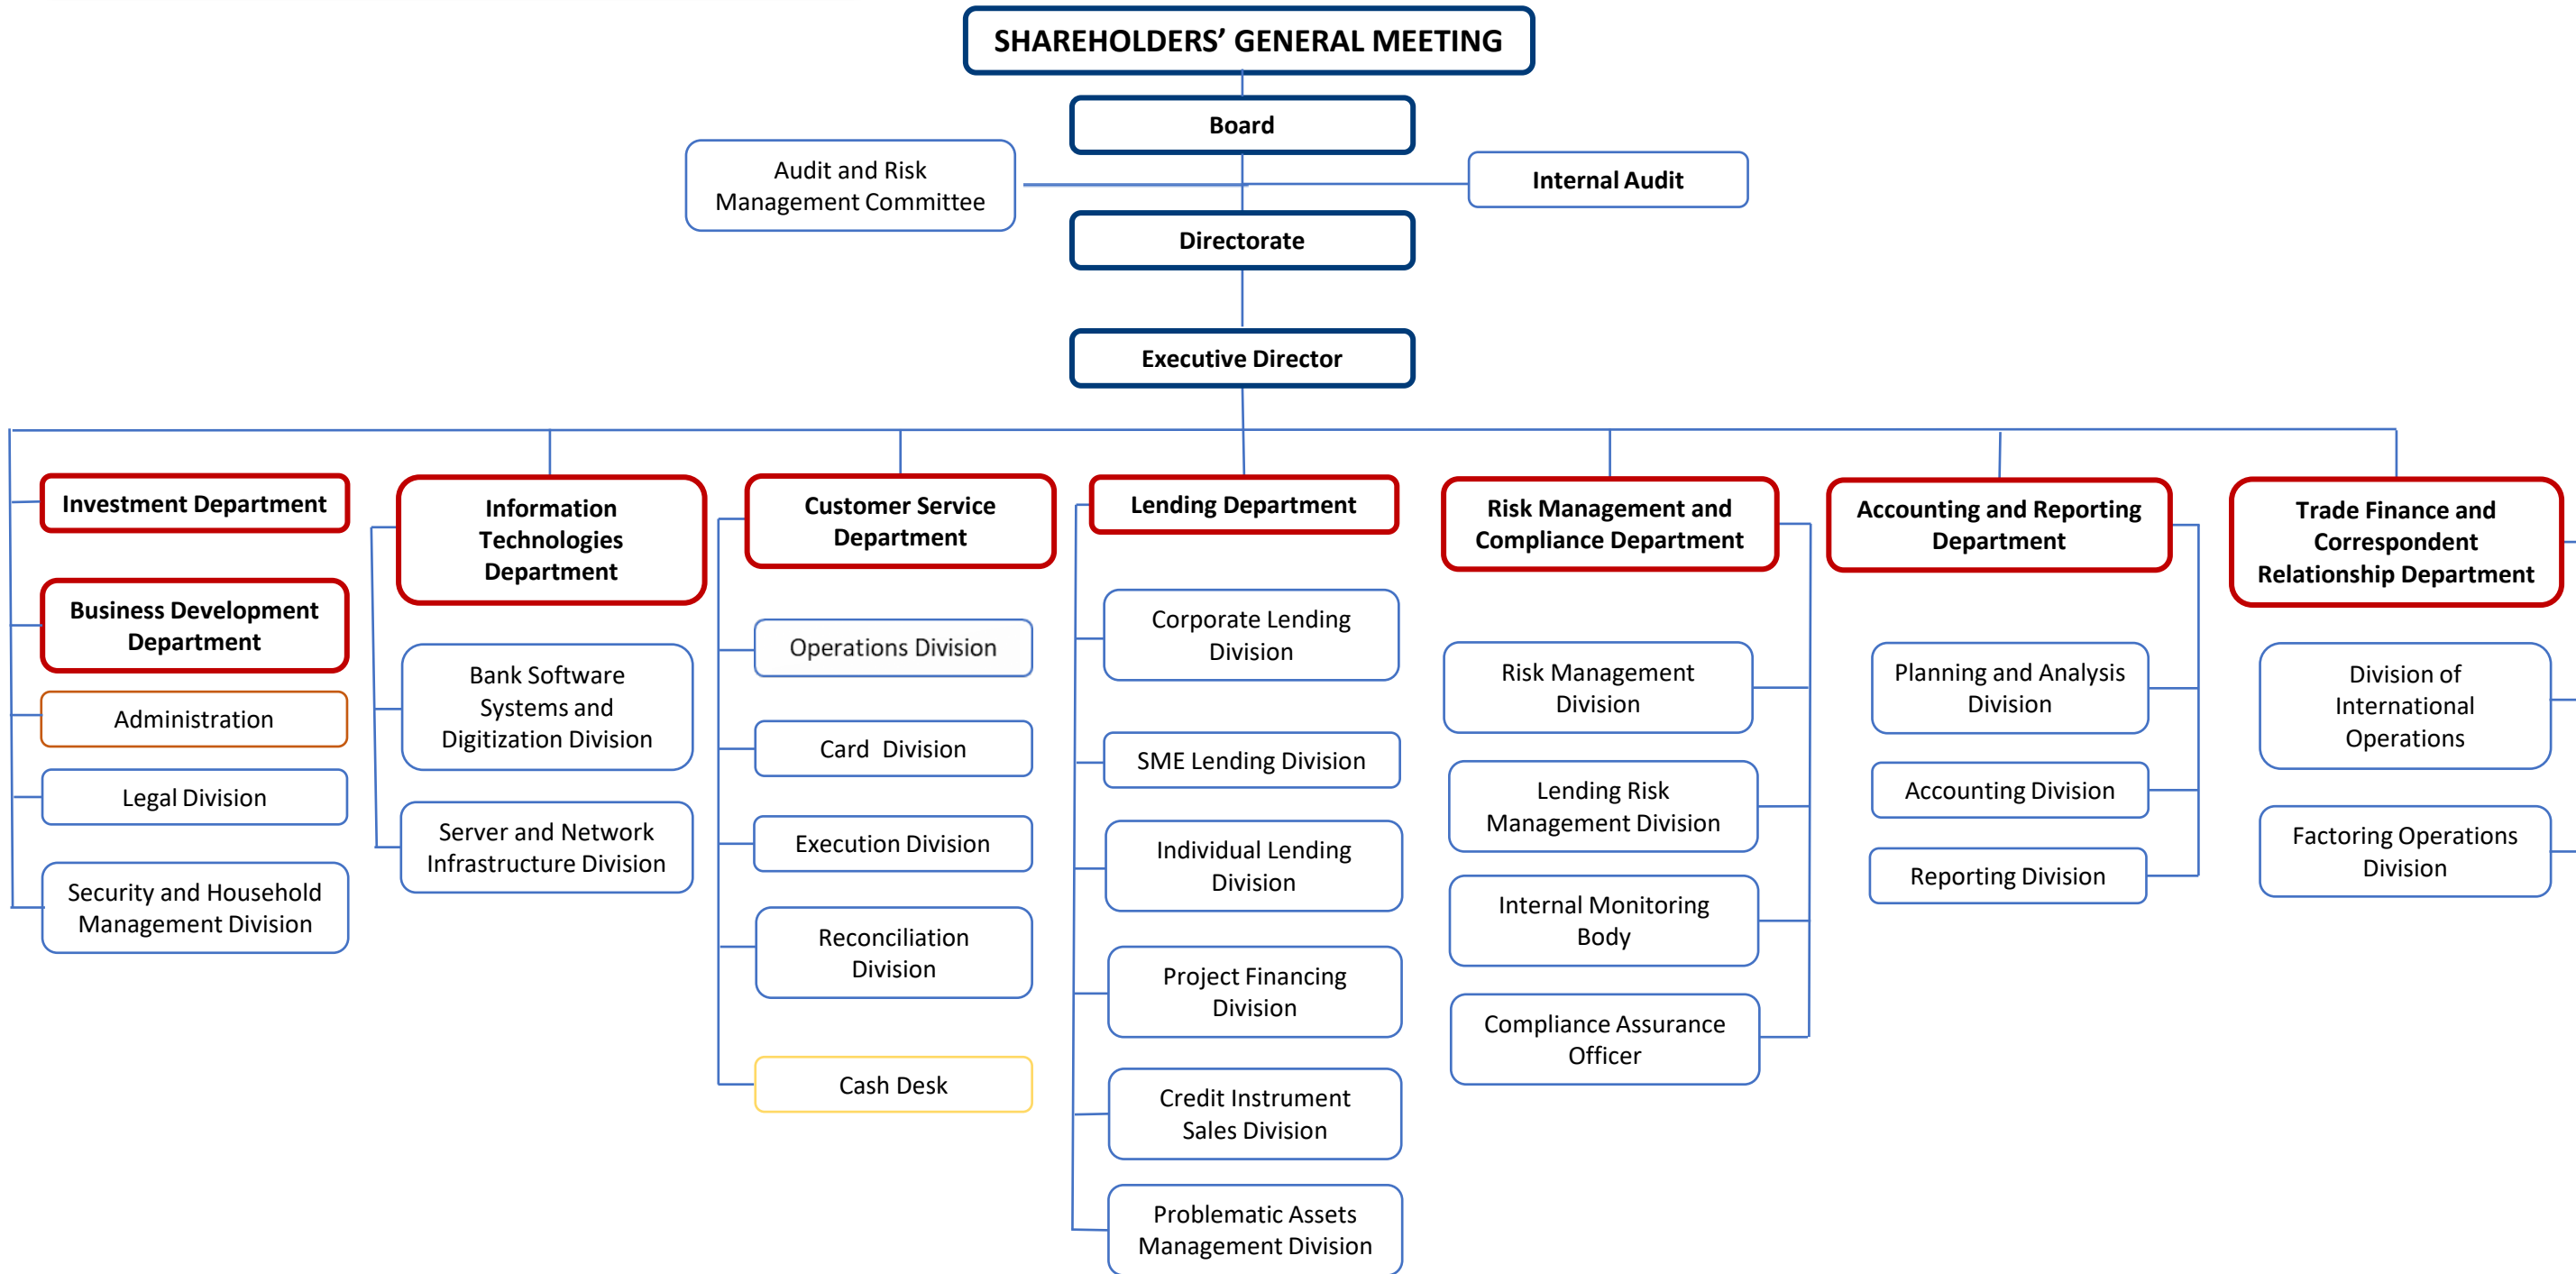 SHAREHOLDERS’ GENERAL MEETING
Board
Audit and Risk
Management Committee
Internal Audit
Directorate
Executive Director
Investment Department
Business Development
Department
Administration
Legal Division
Security and Household
Management Division
Information
Technologies
Department
Bank Software
Systems and
Digitization Division
Server and Network
Infrastructure Division
Customer Service
Department
Operations Division
Card Division
Execution Division
Reconciliation
Division
Cash Desk
Lending Department
Corporate Lending
Division
SME Lending Division
Individual Lending
Division
Project Financing
Division
Credit Instrument
Sales Division
Problematic Assets
Management Division
Risk Management and
Compliance Department
Risk Management
Division
Lending Risk
Management Division
Internal Monitoring
Body
Compliance Assurance
Officer
Accounting and Reporting
Department
Planning and Analysis
Division
Accounting Division
Reporting Division
Trade Finance and
Correspondent
Relationship Department
Division of
International
Operations
Factoring Operations
Division